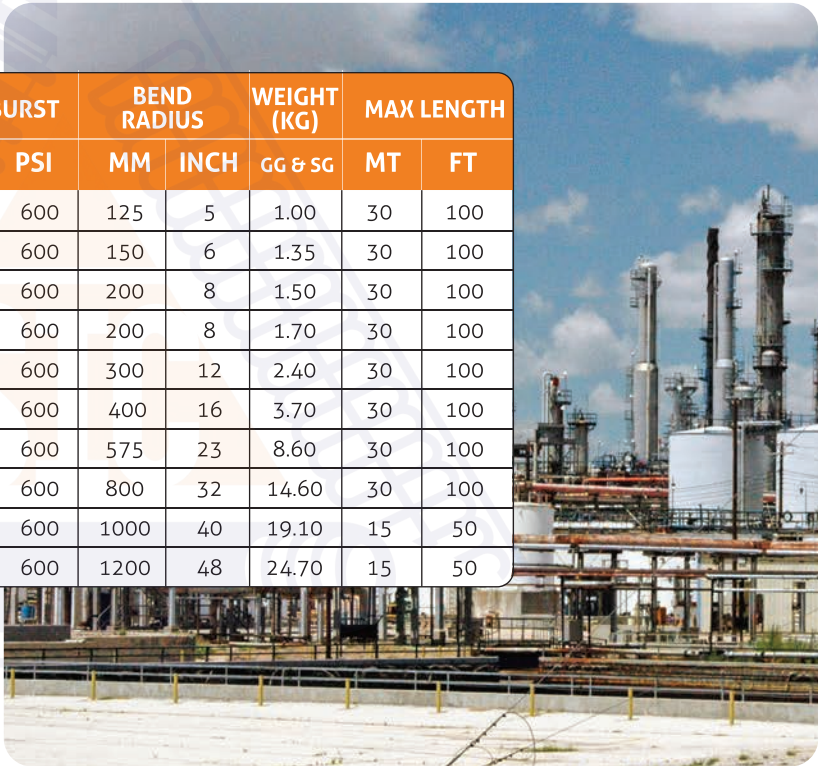 BURST BEND RADIUS WEIGHT (KG) MAX LENGTH
PSI MM INCH GG & SG MT FT
600 125 5 1.00 30 100
600 150 6 1.35 30 100
600 200 8 1.50 30 100
600 200 8 1.70 30 100
600 300 12 2.40 30 100
600 400 16 3.70 30 100
600 575 23 8.60 30 100
600 800 32 14.60 30 100
600 1000 40 19.10 15 50
600 1200 48 24.70 15 50